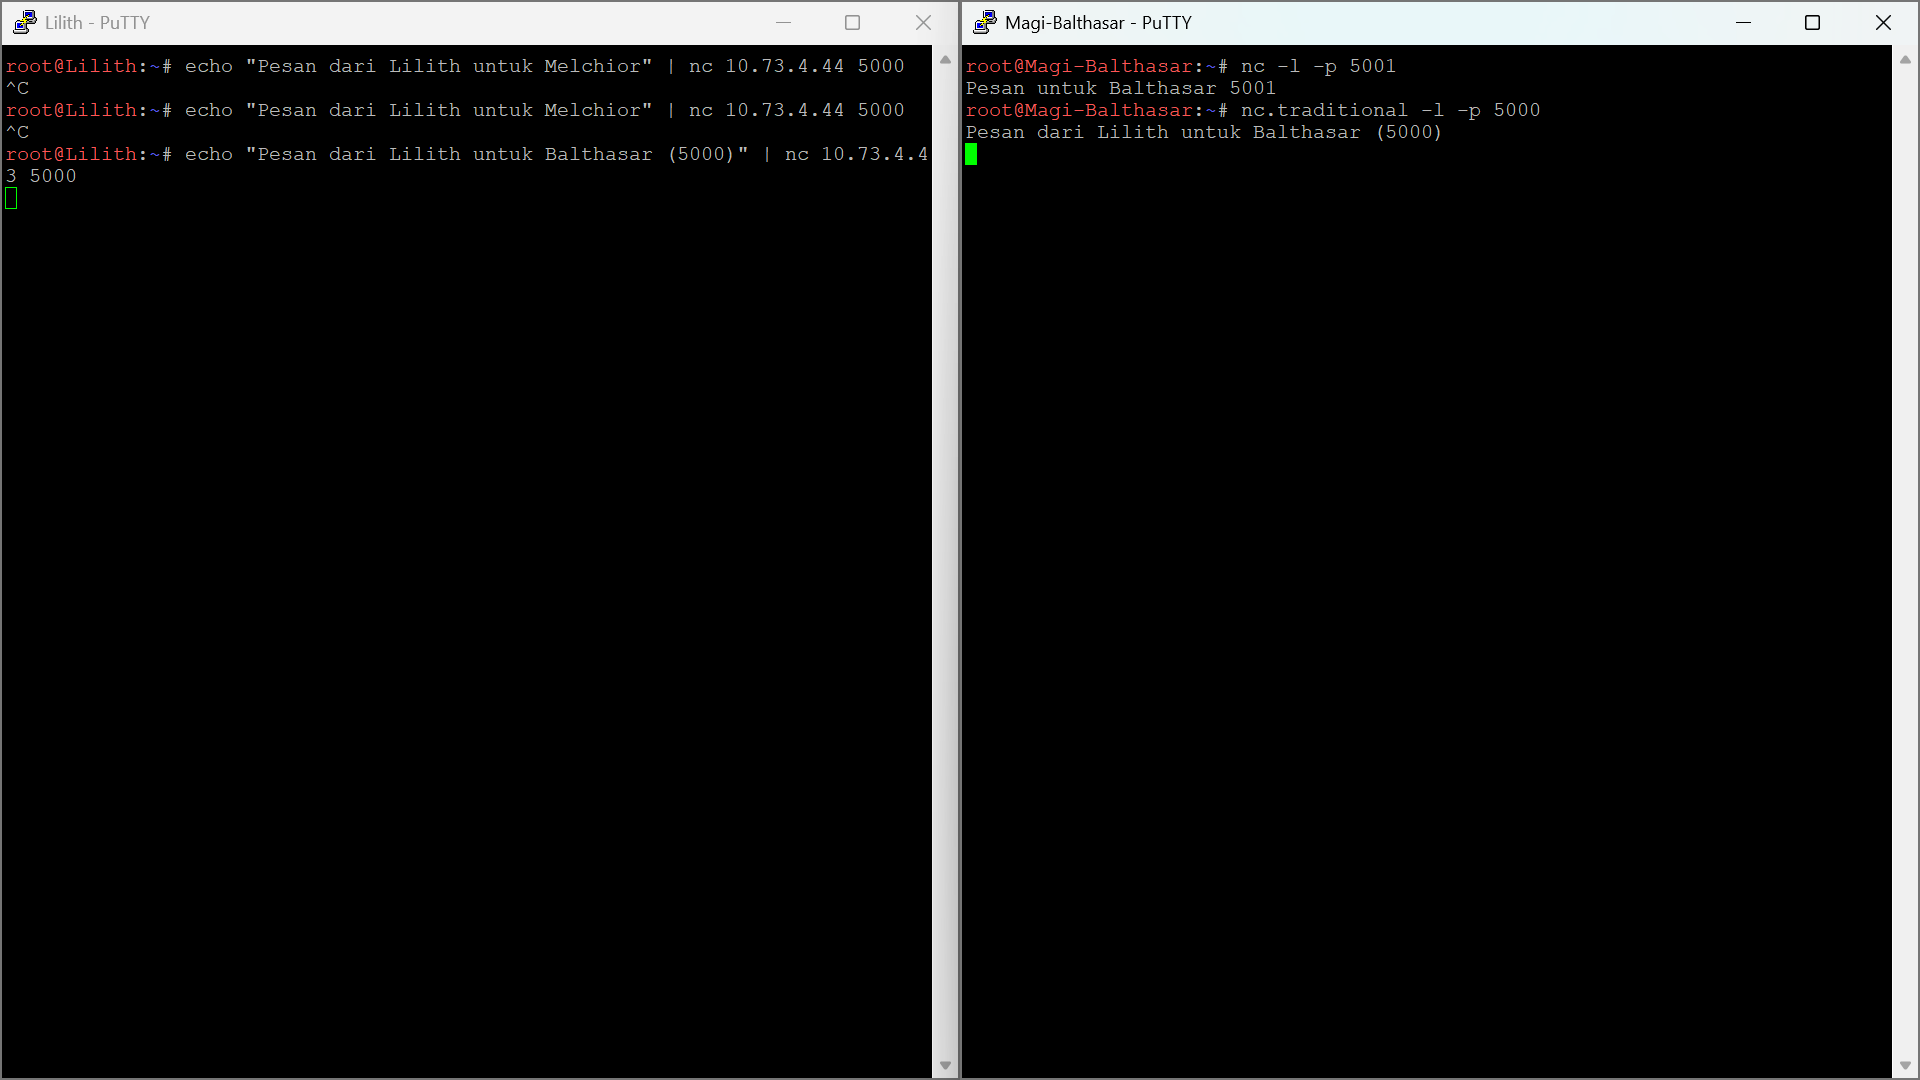 Lilith - PuTTY
root@Lilith:~# echo "Pesan dari Lilith untuk Melchior" | nc 10.73.4.44 5000
^C
root@Lilith:~# echo "Pesan dari Lilith untuk Melchior" | nc 10.73.4.44 5000
^C
root@Lilith:~# echo "Pesan dari Lilith untuk Balthasar (5000)" | nc 10.73.4.4
3 5000
Magi-Balthasar - PuTTY
root@Magi-Balthasar:~# nc -l -p 5001
Pesan untuk Balthasar 5001
root@Magi-Balthasar:~# nc.traditional -l -p 5000
Pesan dari Lilith untuk Balthasar (5000)